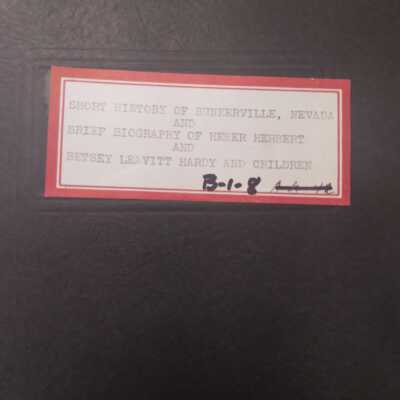 SHORT HISTORY OF BUNKERVILLE, NEVADA
AND
BRIEF BIOGRAPHY OF HEBER HERBERT
AND
BETSEY LEAVITT HARDY AND CHILDREN
B-1-8